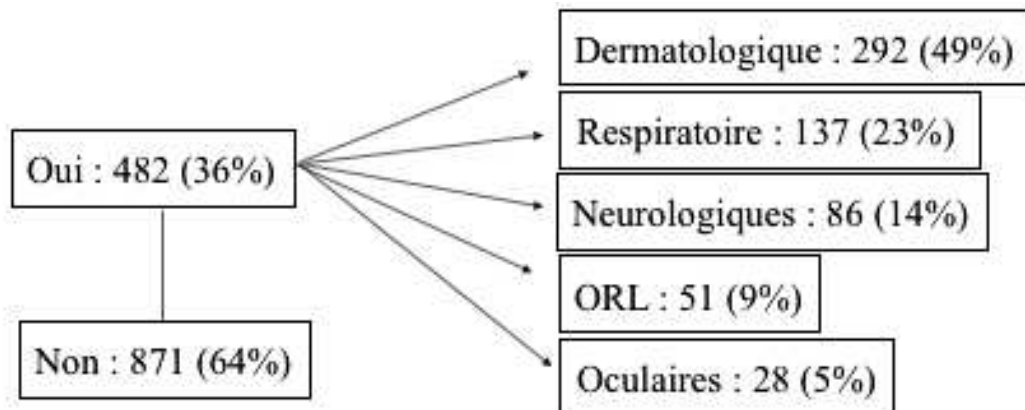 Dermatologique : 292 (49%)
Respiratoire : 137 (23%)
Oui : 482 (36%)
Neurologiques : 86 (14%)
ORL : 51 (9%)
Non : 871 (64%)
Oculaires : 28 (5%)